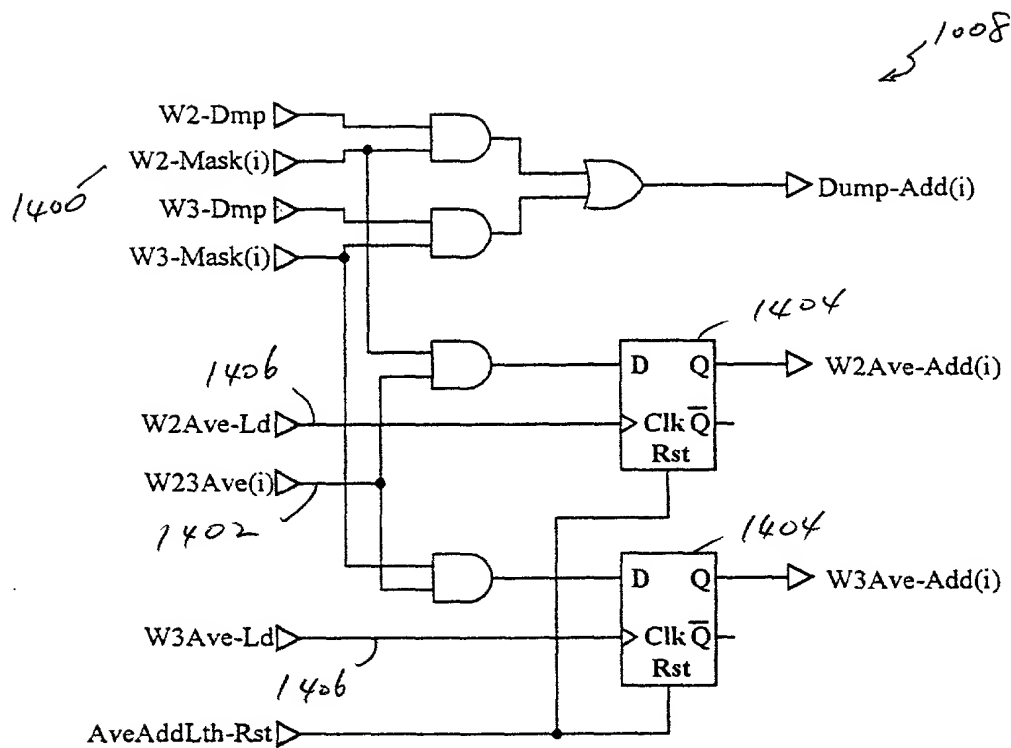 1008
W2-Dmp
W2-Mask(i)
1400
W3-Dmp
W3-Mask(i)
Dump-Add(i)
1404
D Q
W2Ave-Add(i)
1406
W2Ave-Ld
Clk Q̅
Rst
W23Ave(i)
1402
1404
D Q
W3Ave-Add(i)
W3Ave-Ld
Clk Q̅
Rst
1406
AveAddLth-Rst